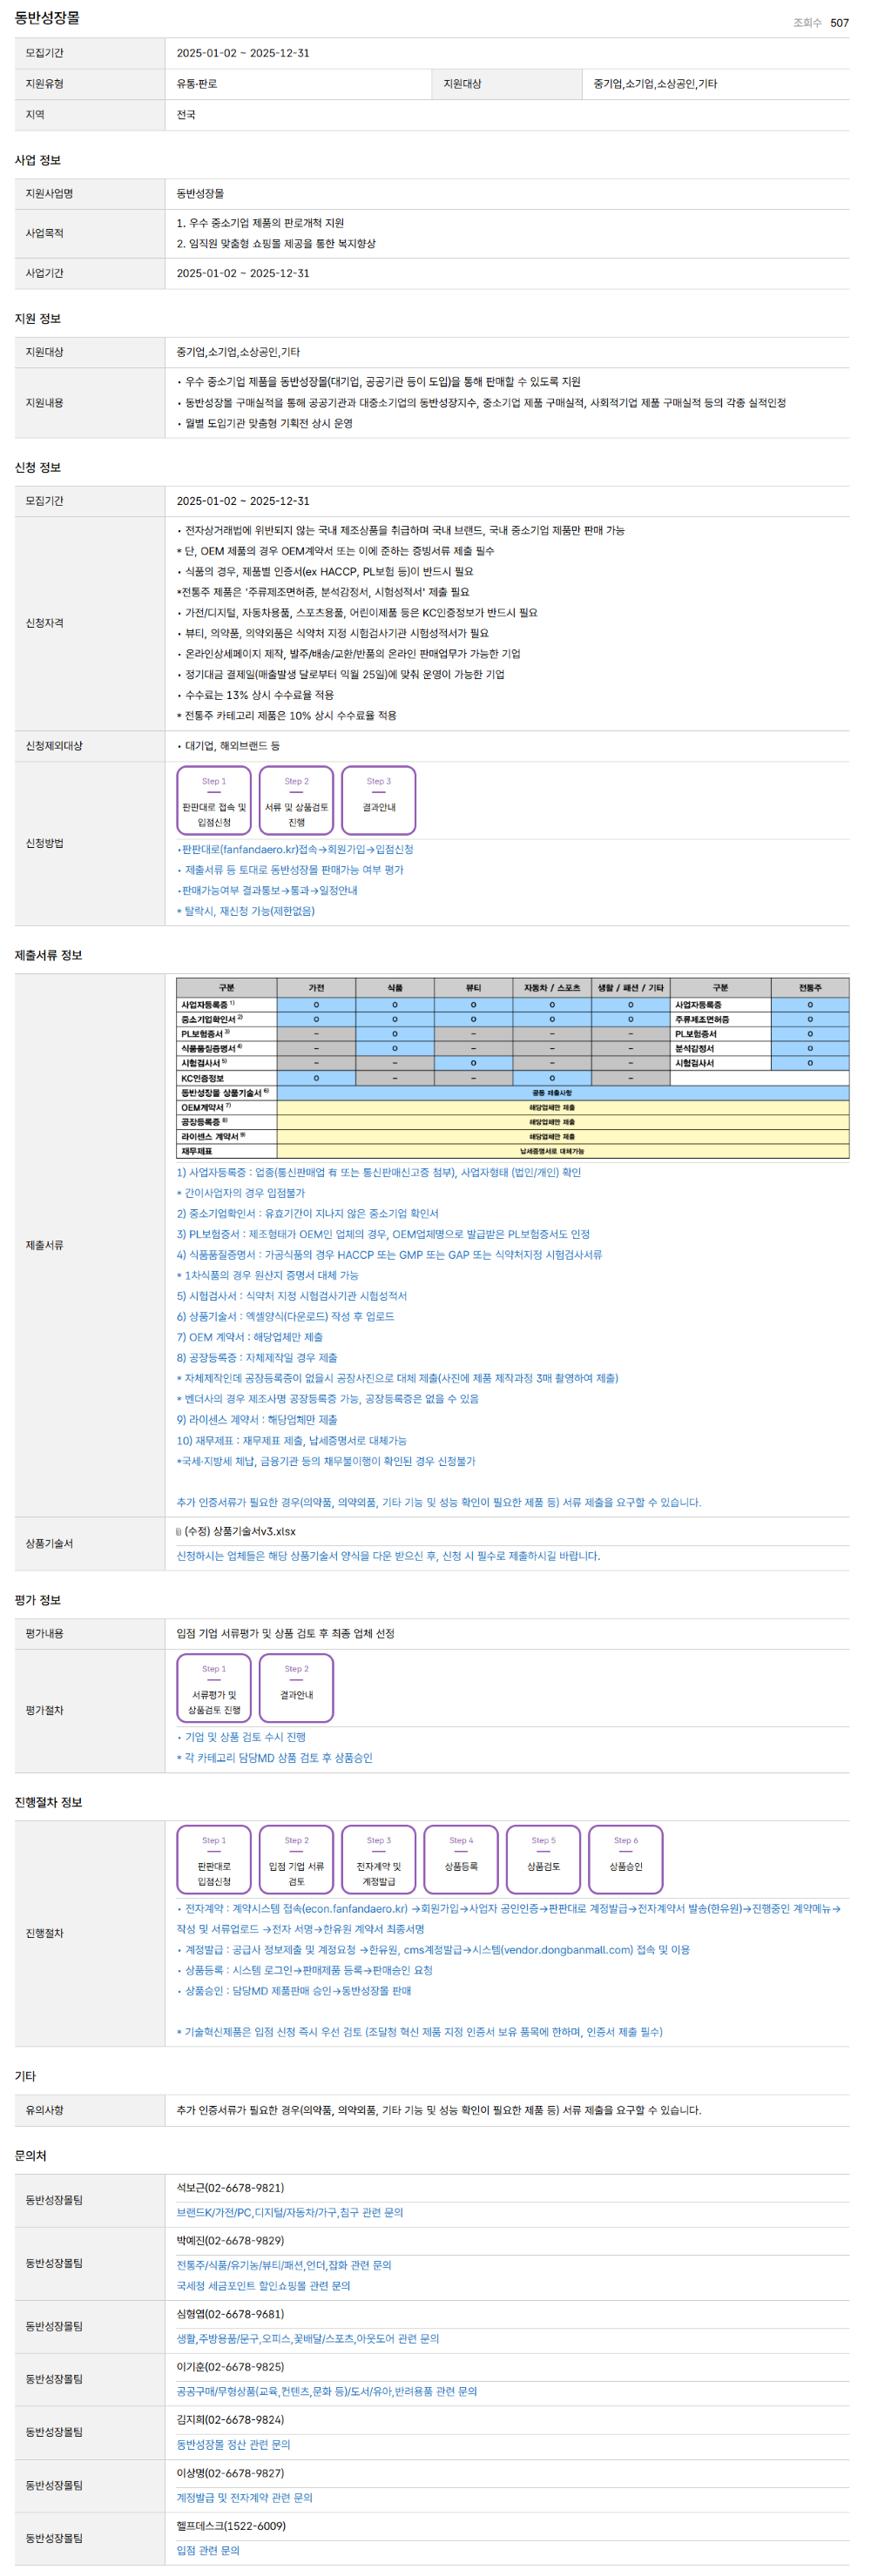 동반성장몰
조회수 507
모집기간 2025-01-02 ~ 2025-12-31
지원유형 유통·판로 지원대상 중기업,소기업,소상공인,기타
지역 전국
사업 정보
지원사업명 동반성장몰
사업목적
1. 우수 중소기업 제품의 판로개척 지원
2. 임직원 맞춤형 쇼핑몰 제공을 통한 복지향상
사업기간 2025-01-02 ~ 2025-12-31
지원 정보
지원대상 중기업,소기업,소상공인,기타
지원내용
• 우수 중소기업 제품을 동반성장몰(대기업, 공공기관 등이 도입)을 통해 판매할 수 있도록 지원
• 동반성장몰 구매실적을 통해 공공기관과 대중소기업의 동반성장지수, 중소기업 제품 구매실적, 사회적기업 제품 구매실적 등의 각종 실적인정
• 월별 도입기관 맞춤형 기획전 상시 운영
신청 정보
모집기간 2025-01-02 ~ 2025-12-31
신청자격
• 전자상거래법에 위반되지 않는 국내 제조상품을 취급하며 국내 브랜드, 국내 중소기업 제품만 판매 가능
* 단, OEM 제품의 경우 OEM계약서 또는 이에 준하는 증빙서류 제출 필수
• 식품의 경우, 제품별 인증서(ex HACCP, PL보험 등)이 반드시 필요
*전통주 제품은 '주류제조면허증, 분석감정서, 시험성적서' 제출 필요
• 가전/디지털, 자동차용품, 스포츠용품, 어린이제품 등은 KC인증정보가 반드시 필요
• 뷰티, 의약품, 의약외품은 식약처 지정 시험검사기관 시험성적서가 필요
• 온라인상세페이지 제작, 발주/배송/교환/반품의 온라인 판매업무가 가능한 기업
• 정기대금 결제일(매출발생 달로부터 익월 25일)에 맞춰 운영이 가능한 기업
• 수수료는 13% 상시 수수료율 적용
* 전통주 카테고리 제품은 10% 상시 수수료율 적용
신청제외대상 • 대기업, 해외브랜드 등
신청방법
Step 1 Step 2 Step 3
판판대로 접속 및 서류 및 상품검토 결과안내
입점신청 진행
•판판대로(fanfandaero.kr)접속→회원가입→입점신청
• 제출서류 등 토대로 동반성장몰 판매가능 여부 평가
•판매가능여부 결과통보→통과→일정안내
* 탈락시, 재신청 가능(제한없음)
제출서류 정보
제출서류
구분 가전 식품 뷰티 자동차 / 스포츠 생활 / 패션 / 기타 구분 전통주
사업자등록증 1) O O O O O 사업자등록증 O
중소기업확인서 2) O O O O O 주류제조면허증 O
PL보험증서 3) – O – – – PL보험증서 O
식품품질증명서 4) – O – – – 분석감정서 O
시험검사서 5) – – O – – 시험검사서 O
KC인증정보 O – – O –
동반성장몰 상품기술서 6) 공통 제출사항
OEM계약서 7) 해당업체만 제출
공장등록증 8) 해당업체만 제출
라이센스 계약서 9) 해당업체만 제출
재무제표 납세증명서로 대체가능
1) 사업자등록증 : 업종(통신판매업 有 또는 통신판매신고증 첨부), 사업자형태 (법인/개인) 확인
* 간이사업자의 경우 입점불가
2) 중소기업확인서 : 유효기간이 지나지 않은 중소기업 확인서
3) PL보험증서 : 제조형태가 OEM인 업체의 경우, OEM업체명으로 발급받은 PL보험증서도 인정
4) 식품품질증명서 : 가공식품의 경우 HACCP 또는 GMP 또는 GAP 또는 식약처지정 시험검사서류
* 1차식품의 경우 원산지 증명서 대체 가능
5) 시험검사서 : 식약처 지정 시험검사기관 시험성적서
6) 상품기술서 : 엑셀양식(다운로드) 작성 후 업로드
7) OEM 계약서 : 해당업체만 제출
8) 공장등록증 : 자체제작일 경우 제출
* 자체제작인데 공장등록증이 없을시 공장사진으로 대체 제출(사진에 제품 제작과정 3매 촬영하여 제출)
* 벤더사의 경우 제조사명 공장등록증 가능, 공장등록증은 없을 수 있음
9) 라이센스 계약서 : 해당업체만 제출
10) 재무제표 : 재무제표 제출, 납세증명서로 대체가능
*국세·지방세 체납, 금융기관 등의 채무불이행이 확인된 경우 신청불가
추가 인증서류가 필요한 경우(의약품, 의약외품, 기타 기능 및 성능 확인이 필요한 제품 등) 서류 제출을 요구할 수 있습니다.
상품기술서
(수정) 상품기술서v3.xlsx
신청하시는 업체들은 해당 상품기술서 양식을 다운 받으신 후, 신청 시 필수로 제출하시길 바랍니다.
평가 정보
평가내용 입점 기업 서류평가 및 상품 검토 후 최종 업체 선정
평가절차
Step 1 Step 2
서류평가 및 결과안내
상품검토 진행
• 기업 및 상품 검토 수시 진행
* 각 카테고리 담당MD 상품 검토 후 상품승인
진행절차 정보
진행절차
Step 1 Step 2 Step 3 Step 4 Step 5 Step 6
판판대로 입점 기업 서류 전자계약 및 상품등록 상품검토 상품승인
입점신청 검토 계정발급
• 전자계약 : 계약시스템 접속(econ.fanfandaero.kr) →회원가입→사업자 공인인증→판판대로 계정발급→전자계약서 발송(한유원)→진행중인 계약메뉴→
작성 및 서류업로드 →전자 서명→한유원 계약서 최종서명
• 계정발급 : 공급사 정보제출 및 계정요청 →한유원, cms계정발급→시스템(vendor.dongbanmall.com) 접속 및 이용
• 상품등록 : 시스템 로그인→판매제품 등록→판매승인 요청
• 상품승인 : 담당MD 제품판매 승인→동반성장몰 판매
* 기술혁신제품은 입점 신청 즉시 우선 검토 (조달청 혁신 제품 지정 인증서 보유 품목에 한하며, 인증서 제출 필수)
기타
유의사항 추가 인증서류가 필요한 경우(의약품, 의약외품, 기타 기능 및 성능 확인이 필요한 제품 등) 서류 제출을 요구할 수 있습니다.
문의처
동반성장몰팀
석보근(02-6678-9821)
브랜드K/가전/PC,디지털/자동차/가구,침구 관련 문의
동반성장몰팀
박예진(02-6678-9829)
전통주/식품/유기농/뷰티/패션,언더,잡화 관련 문의
국세청 세금포인트 할인쇼핑몰 관련 문의
동반성장몰팀
심형엽(02-6678-9681)
생활,주방용품/문구,오피스,꽃배달/스포츠,아웃도어 관련 문의
동반성장몰팀
이기훈(02-6678-9825)
공공구매/무형상품(교육,컨텐츠,문화 등)/도서/유아,반려용품 관련 문의
동반성장몰팀
김지희(02-6678-9824)
동반성장몰 정산 관련 문의
동반성장몰팀
이상명(02-6678-9827)
계정발급 및 전자계약 관련 문의
동반성장몰팀
헬프데스크(1522-6009)
입점 관련 문의